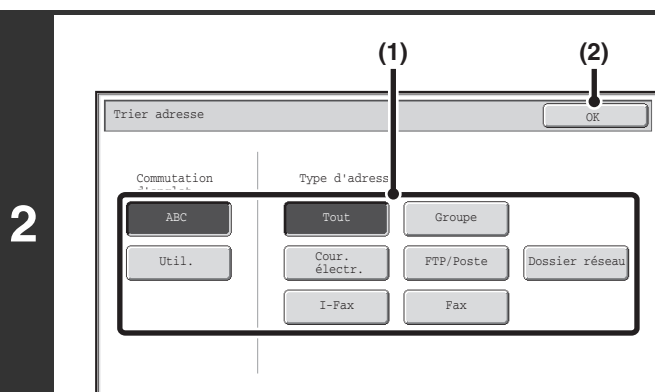 (1) (2)
Trier adresse OK
Commutation Type d'adress
ABC Tout Groupe
2
Util. Cour. électr. FTP/Poste Dossier réseau
I-Fax Fax